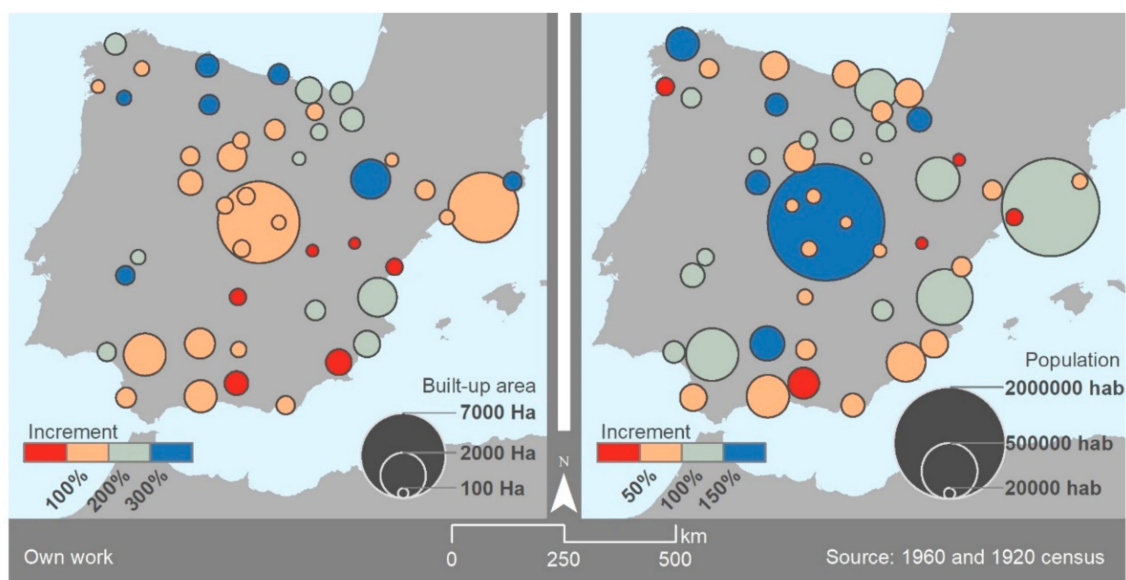 Built-up area
7000 Ha
2000 Ha
100 Ha
Increment
100%
200%
300%
Own work
N
km
0
250
500
Population
2000000 hab
500000 hab
20000 hab
Increment
50%
100%
150%
Source: 1960 and 1920 census